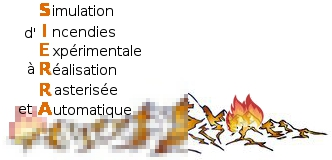 Simulation
d' Incendies
Expérimentale
à Réalisation
Rasterisée
et Automatique